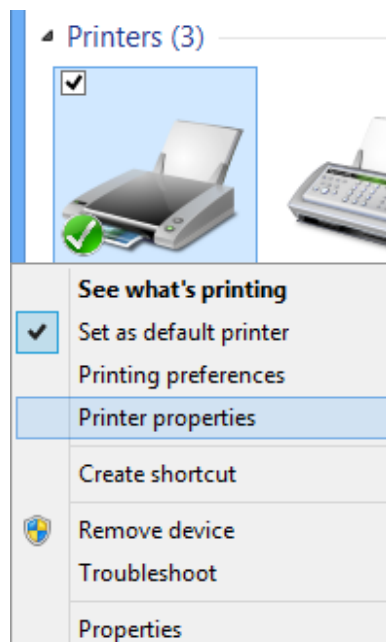 Printers (3)
See what's printing
Set as default printer
Printing preferences
Printer properties
Create shortcut
Remove device
Troubleshoot
Properties